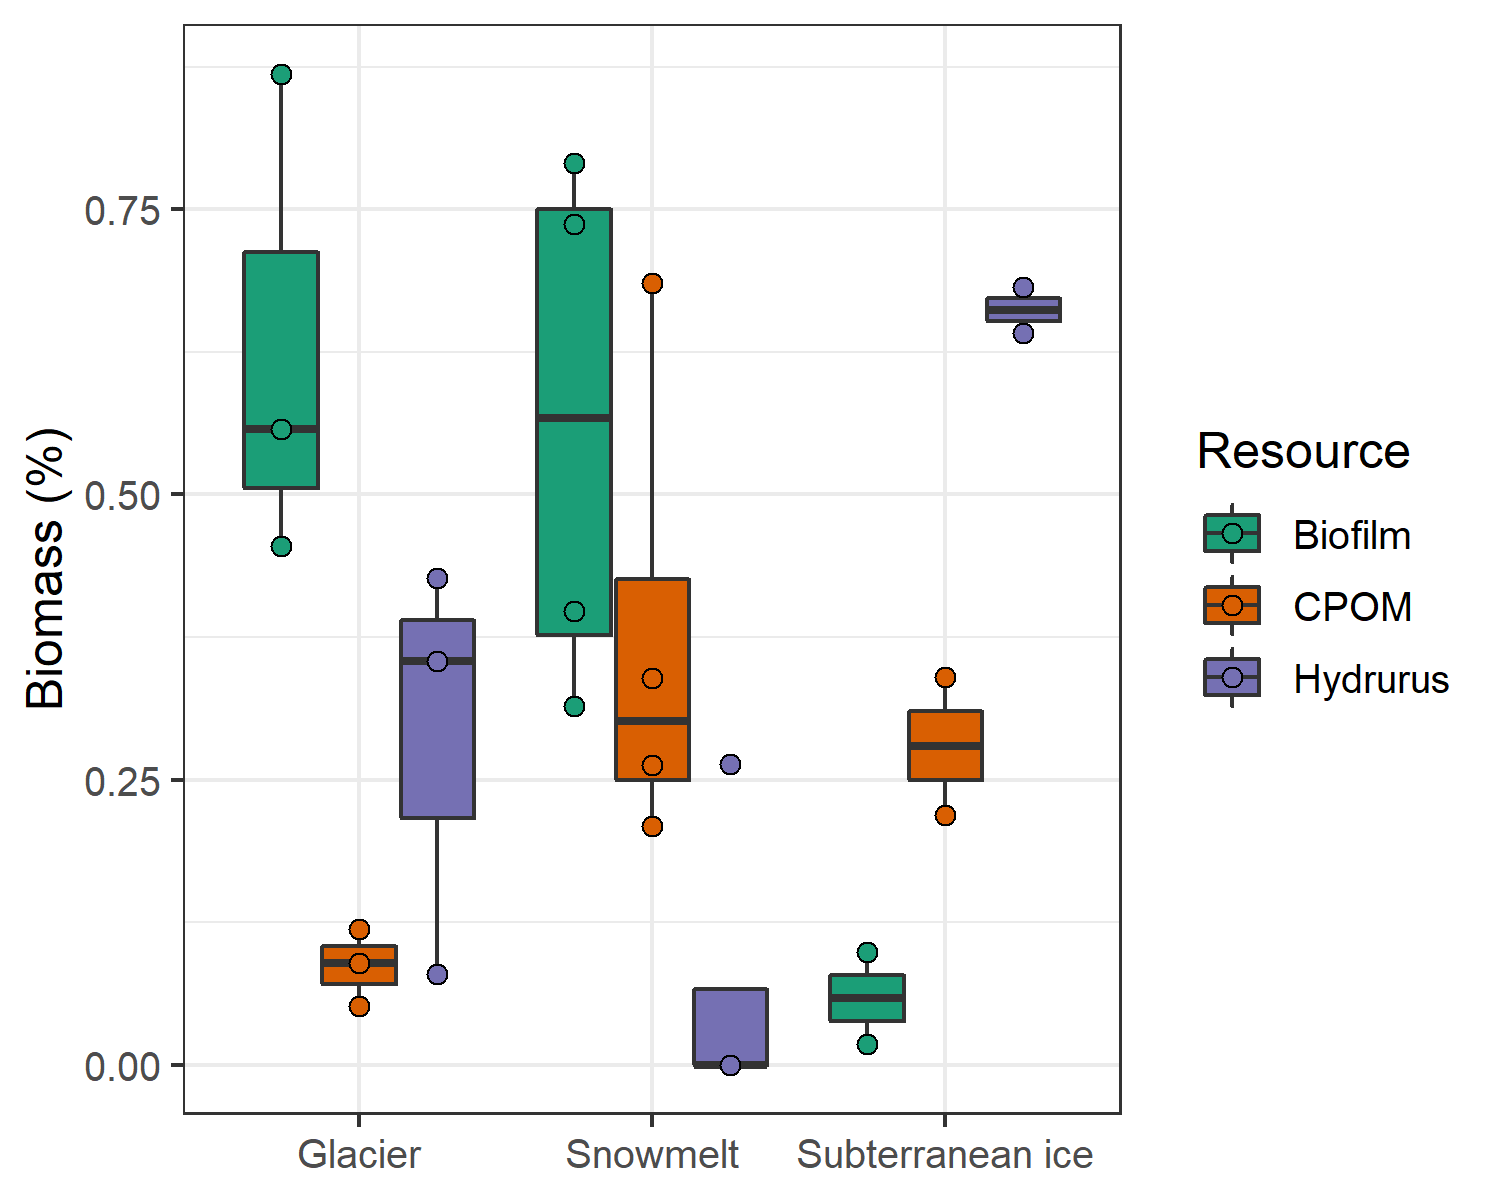 Biomass (%)
0.75
0.50
0.25
0.00
Glacier
Snowmelt
Subterranean ice
Resource
Biofilm
CPOM
Hydrurus